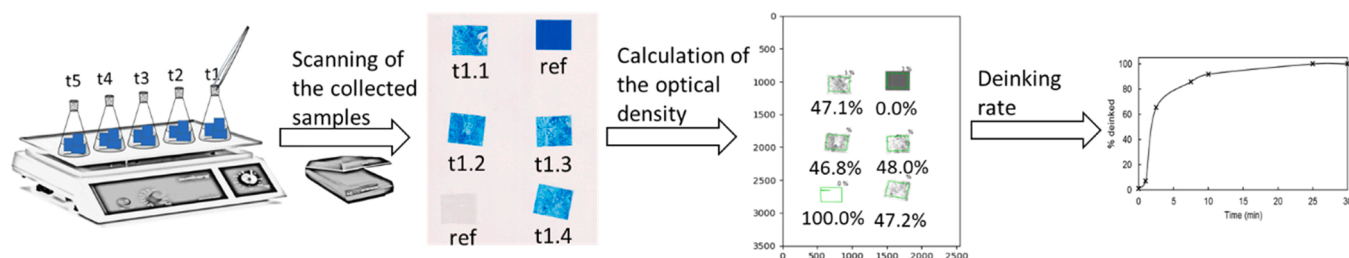 t5 t4 t3 t2 t1
Scanning of
the collected
samples
t1.1 ref
t1.2 t1.3
ref t1.4
Calculation of
the optical
density
0
500
1000
1500
2000
2500
3000
3500
0 500 1000 1500 2000 2500
1 % 1 %
47.1% 0.0%
% %
46.8% 48.0%
0 % %
100.0% 47.2%
Deinking
rate
% deinked
100
80
60
40
20
0
0 5 10 15 20 25 30
Time (min)